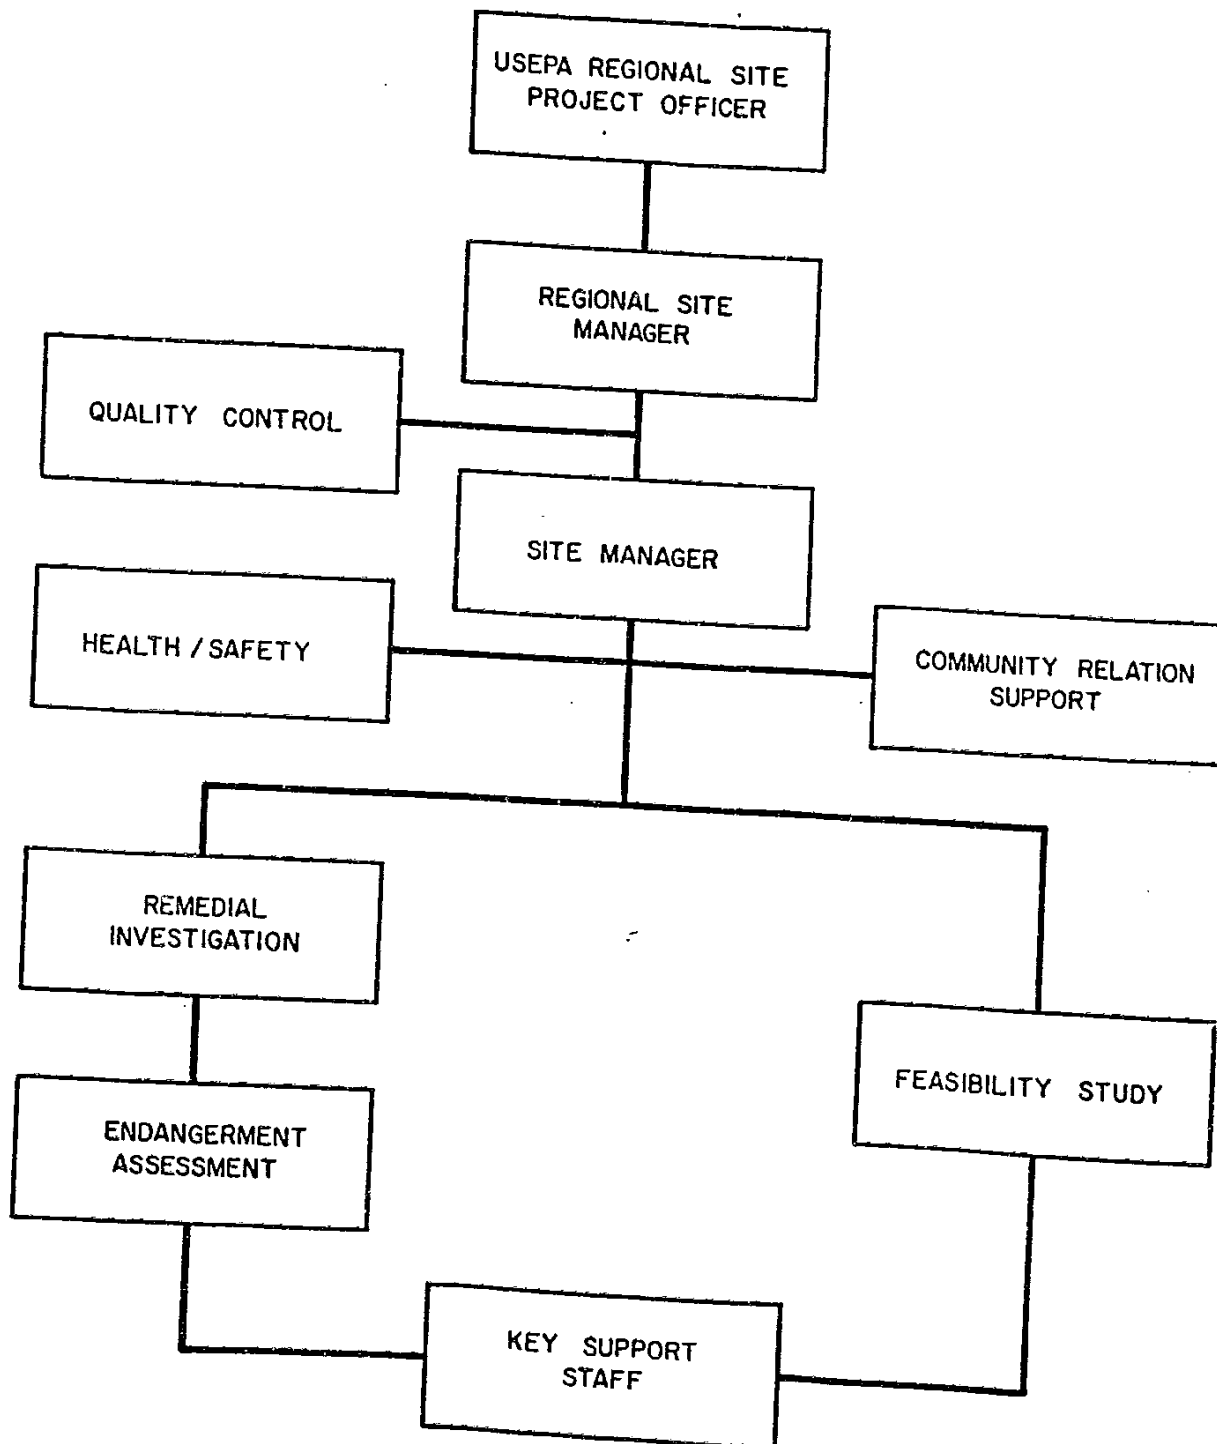 USEPA REGIONAL SITE
PROJECT OFFICER
REGIONAL SITE
MANAGER
QUALITY CONTROL
SITE MANAGER
HEALTH / SAFETY
COMMUNITY RELATION
SUPPORT
REMEDIAL
INVESTIGATION
FEASIBILITY STUDY
ENDANGERMENT
ASSESSMENT
KEY SUPPORT
STAFF